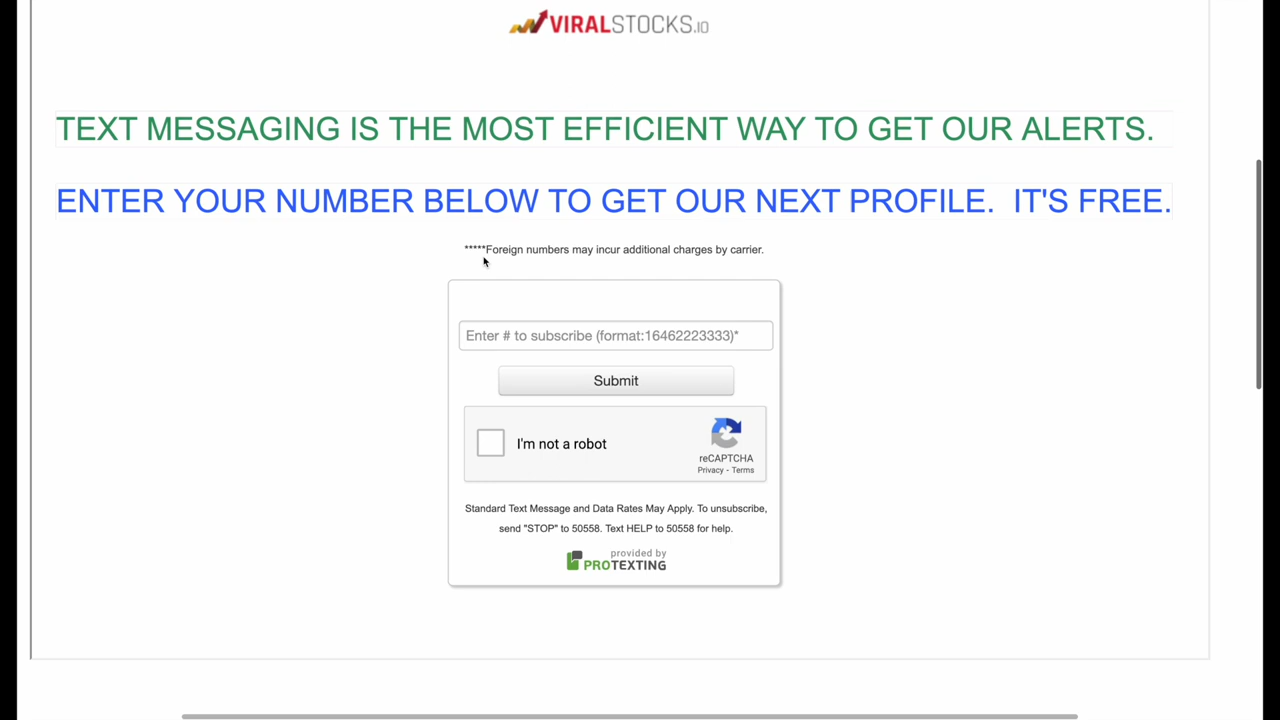 VIRALSTOCKS.IO
TEXT MESSAGING IS THE MOST EFFICIENT WAY TO GET OUR ALERTS.
ENTER YOUR NUMBER BELOW TO GET OUR NEXT PROFILE.  IT'S FREE.
*****Foreign numbers may incur additional charges by carrier.
Enter # to subscribe (format:16462223333)*
Submit
I'm not a robot
reCAPTCHA
Privacy - Terms
Standard Text Message and Data Rates May Apply. To unsubscribe,
send "STOP" to 50558. Text HELP to 50558 for help.
provided by
PROTEXTING